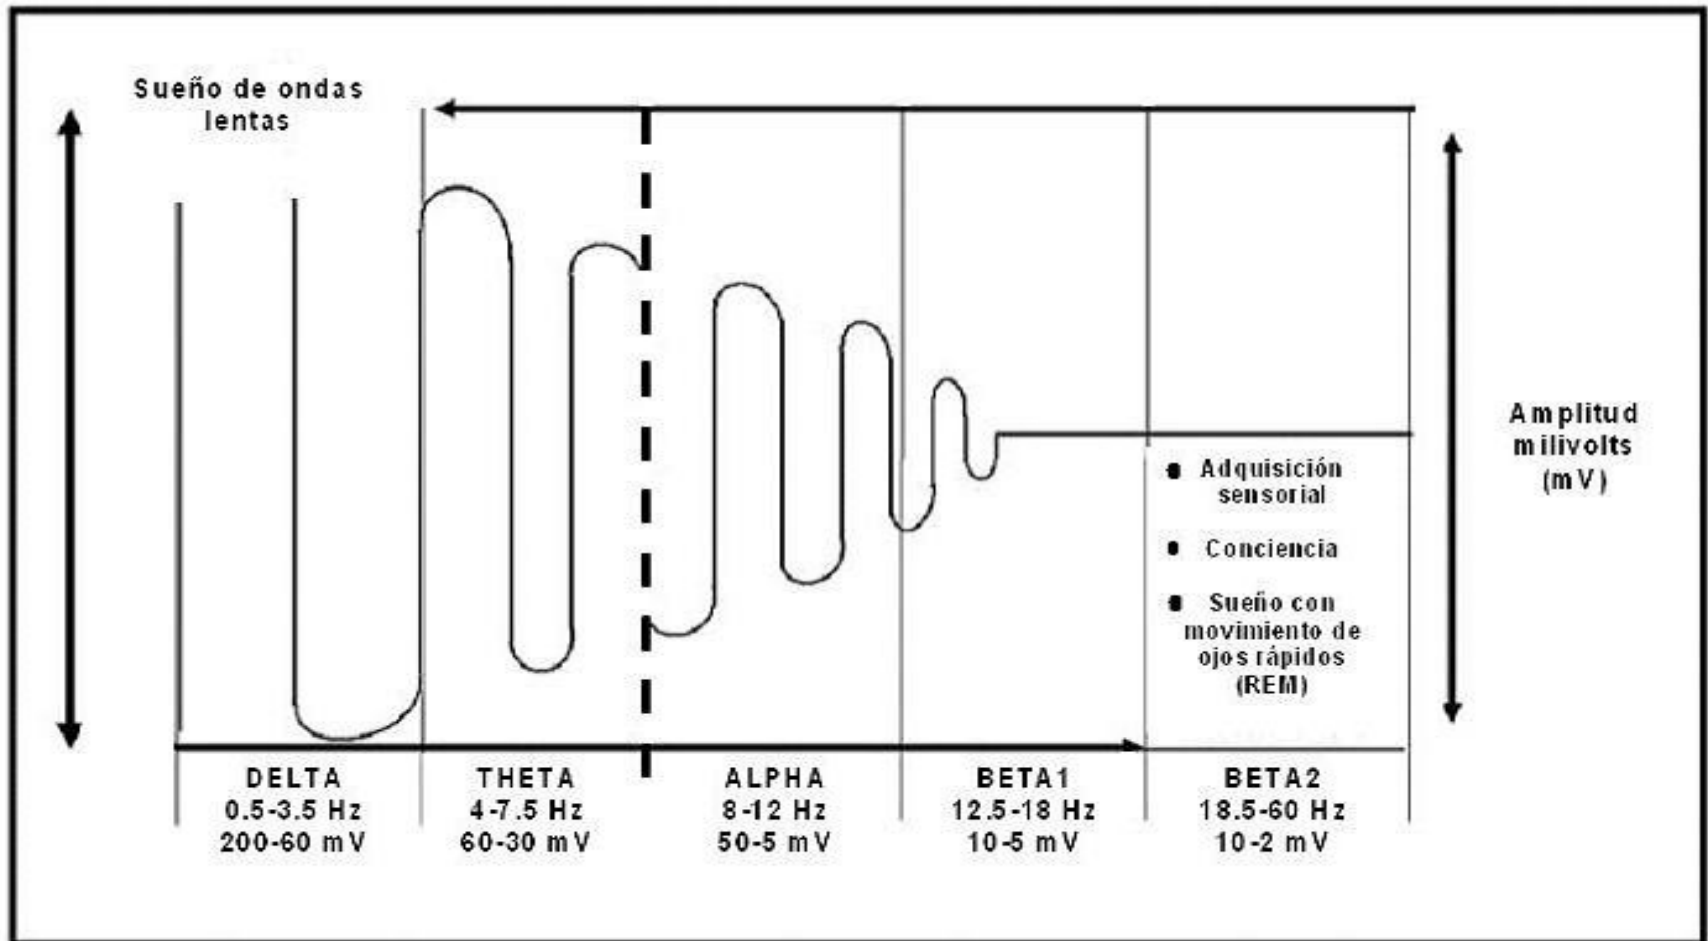 Sueño de ondas
lentas
Amplitud
milivolts
(mV)
Adquisición
sensorial
Conciencia
Sueño con
movimiento de
ojos rápidos
(REM)
DELTA
0.5-3.5 Hz
200-60 mV
THETA
4-7.5 Hz
60-30 mV
ALPHA
8-12 Hz
50-5 mV
BETA1
12.5-18 Hz
10-5 mV
BETA2
18.5-60 Hz
10-2 mV